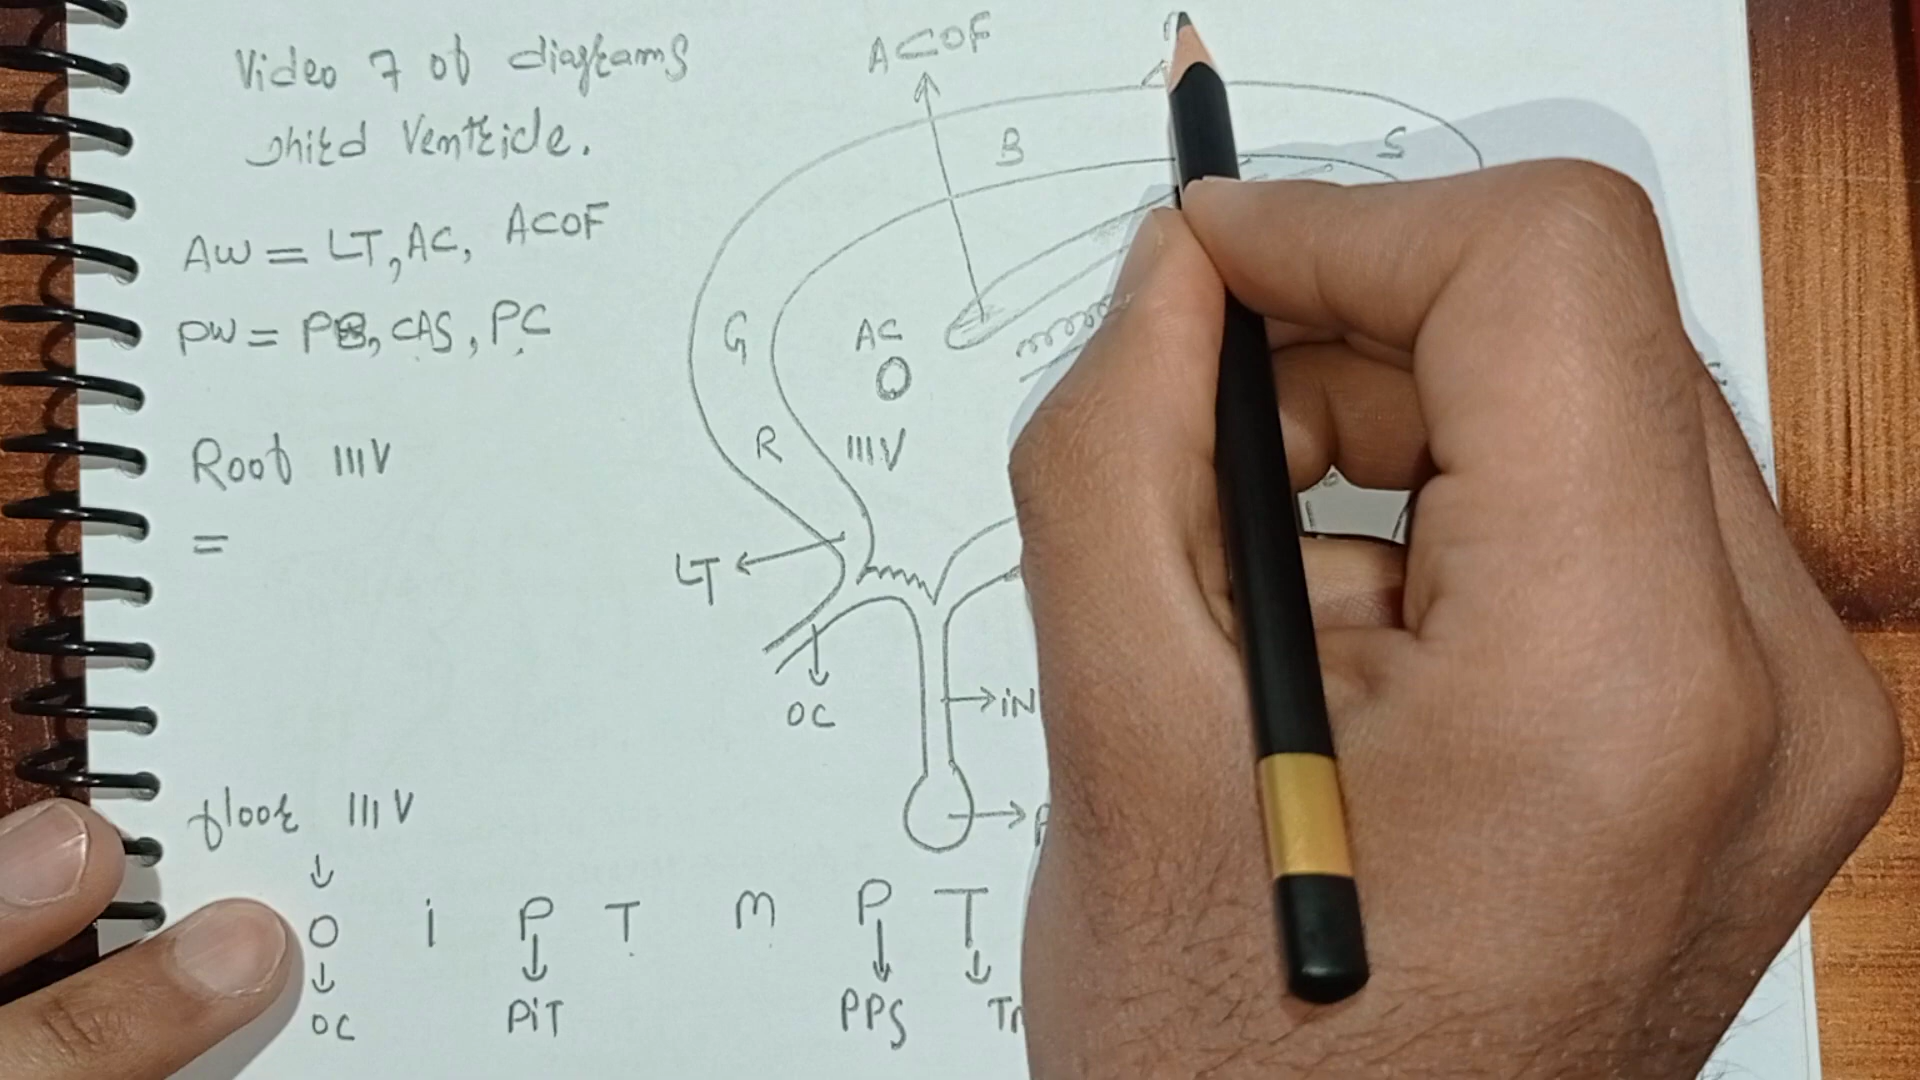 Video 7 of diagrams
Third Ventricle.
AW = LT, AC, ACOF
PW = PB, CAS, PC
Roof IIIV
=
floor IIIV
O i P T M P T
OC PiT PPS
ACOF
B S
G AC
R IIIV
LT
OC iN